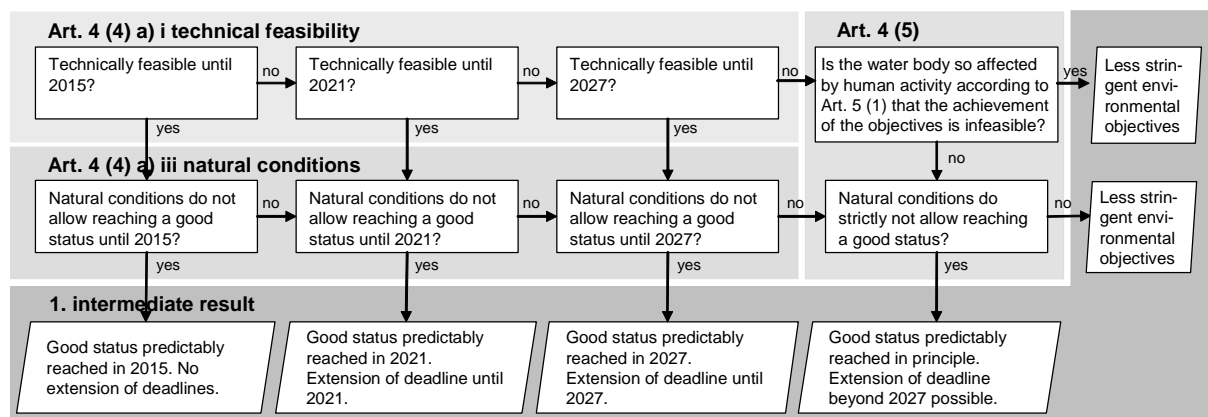 Art. 4 (4) a) i technical feasibility
Art. 4 (5)
Technically feasible until
2015?
no
Technically feasible until
2021?
no
Technically feasible until
2027?
no
Is the water body so affected
by human activity according to
Art. 5 (1) that the achievement
of the objectives is infeasible?
yes
Less strin-
gent envi-
ronmental
objectives
yes
yes
yes
no
Art. 4 (4) a) iii natural conditions
Natural conditions do not
allow reaching a good
status until 2015?
no
Natural conditions do not
allow reaching a good
status until 2021?
no
Natural conditions do not
allow reaching a good
status until 2027?
no
Natural conditions do
strictly not allow reaching
a good status?
no
Less strin-
gent envi-
ronmental
objectives
yes
yes
yes
yes
1. intermediate result
Good status predictably
reached in 2015. No
extension of deadlines.
Good status predictably
reached in 2021.
Extension of deadline until
2021.
Good status predictably
reached in 2027.
Extension of deadline until
2027.
Good status predictably
reached in principle.
Extension of deadline
beyond 2027 possible.